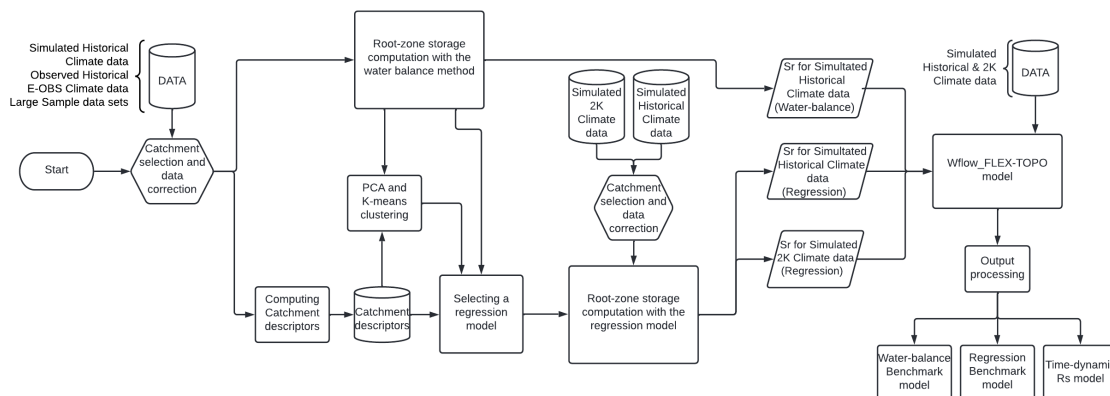 Simulated Historical
Climate data
Observed Historical
E-OBS Climate data
Large Sample data sets
DATA
Start
Catchment
selection and
data
correction
Root-zone storage
computation with the
water balance method
PCA and
K-means
clustering
Computing
Catchment
descriptors
Catchment
descriptors
Selecting a
regression
model
Simulated
2K
Climate
data
Simulated
Historical
Climate
data
Catchment
selection and
data
correction
Root-zone storage
computation with the
regression model
Sr for Simultated
Historical
Climate data
(Water-balance)
Sr for Simultated
Historical Climate
data
(Regression)
Sr for Simulated
2K Climate data
(Regression)
Simulated
Historical & 2K
Climate data
DATA
Wflow_FLEX-TOPO
model
Output
processing
Water-balance
Benchmark
model
Regression
Benchmark
model
Time-dynami
Rs model